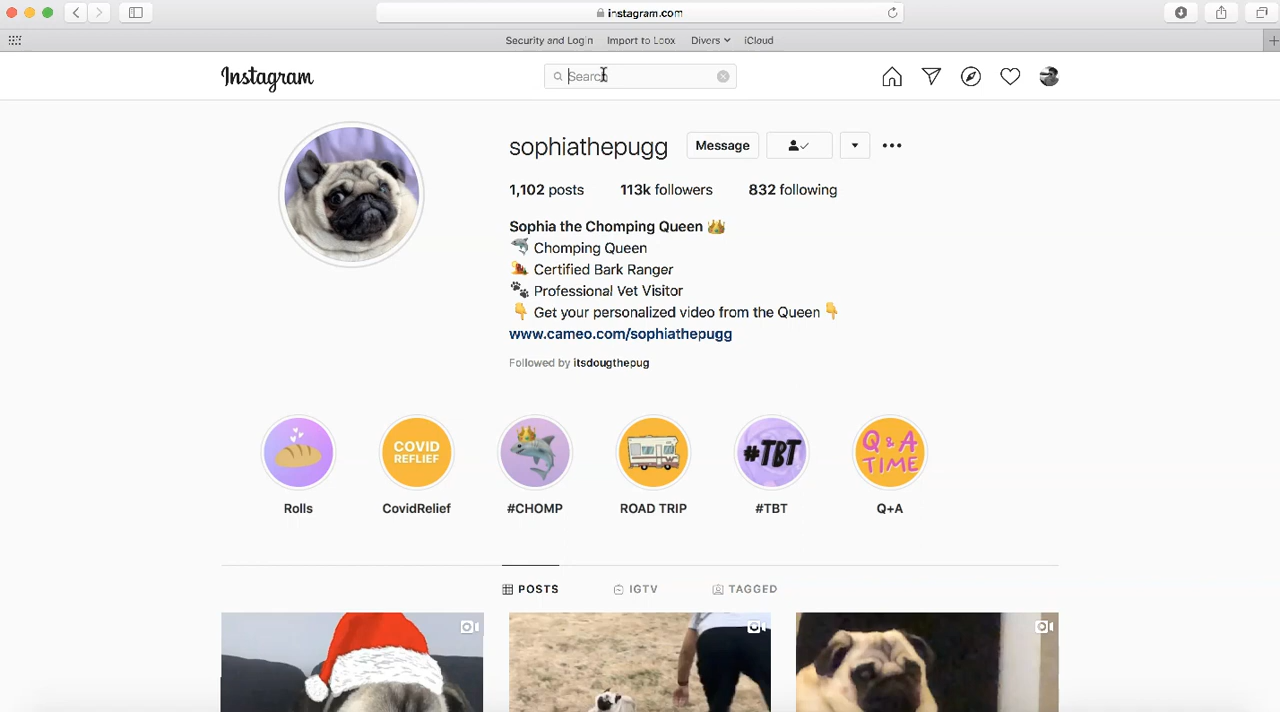 instagram.com
Security and Login Import to Loox Divers iCloud
Instagram
Search
sophiathepugg Message
1,102 posts 113k followers 832 following
Sophia the Chomping Queen 👑
🦈 Chomping Queen
Certified Bark Ranger
🐾 Professional Vet Visitor
👇 Get your personalized video from the Queen 👇
www.cameo.com/sophiathepugg
Followed by itsdougthepug
COVID
REFLIEF
#TBT
Q & A
TIME
Rolls CovidRelief #CHOMP ROAD TRIP #TBT Q+A
POSTS IGTV TAGGED